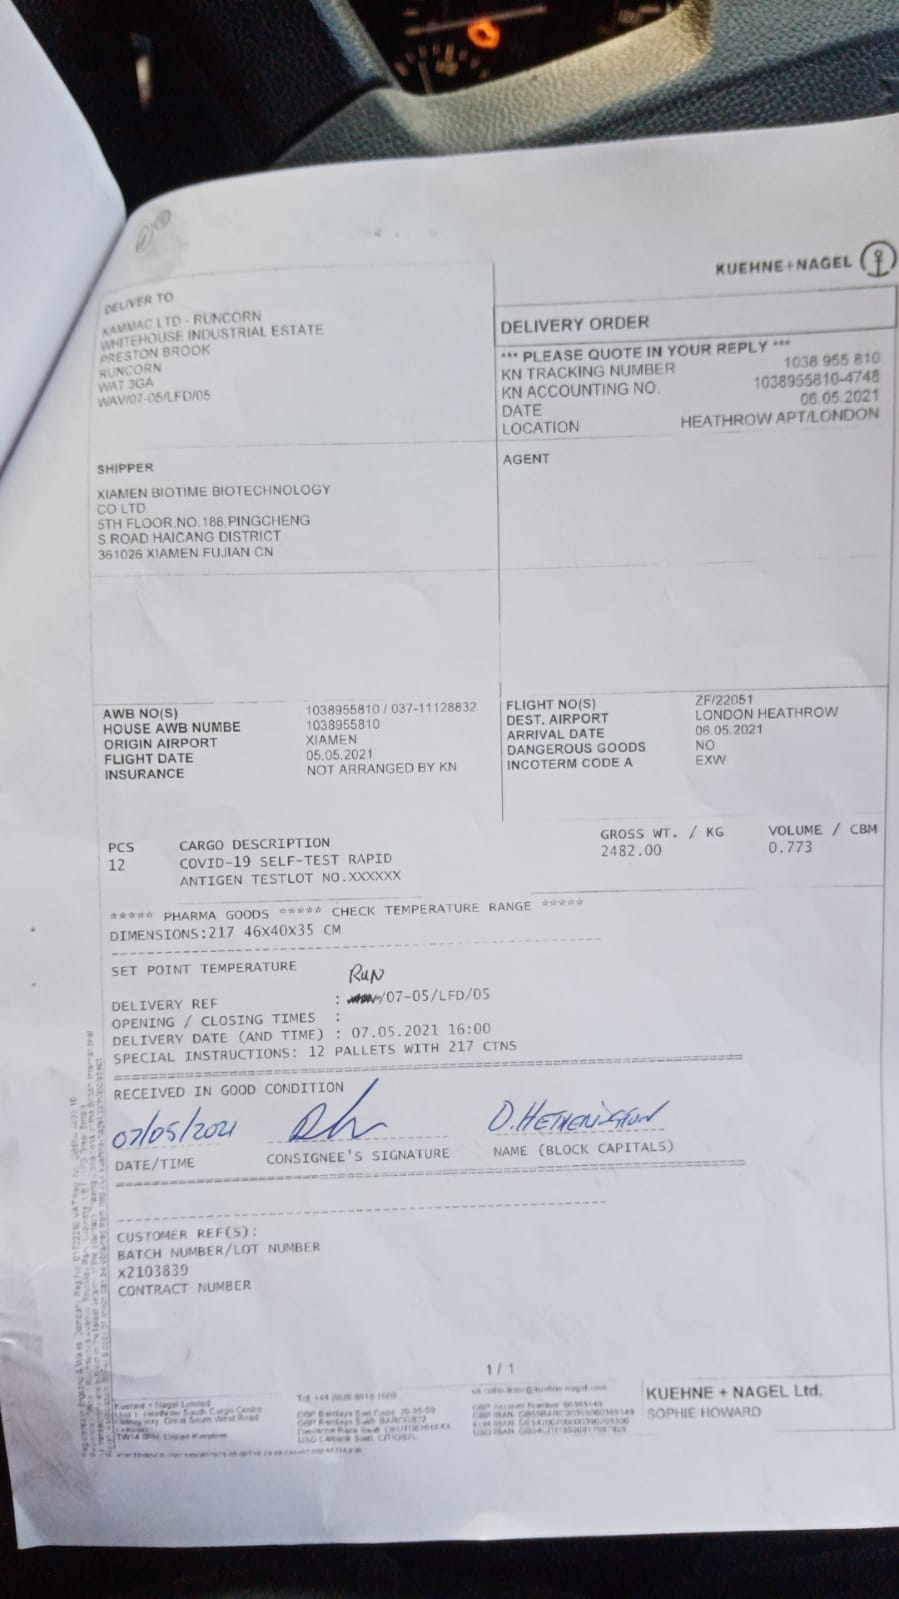 KUEHNE+NAGEL
DELIVER TO
KAMMAC LTD - RUNCORN
WHITEHOUSE INDUSTRIAL ESTATE
PRESTON BROOK
RUNCORN
WA7 3GA
WAV/07-05/LFD/05
DELIVERY ORDER
*** PLEASE QUOTE IN YOUR REPLY ***
KN TRACKING NUMBER 1038 955 810
KN ACCOUNTING NO. 1038955810-4748
DATE 06.05.2021
LOCATION HEATHROW APT/LONDON
SHIPPER
XIAMEN BIOTIME BIOTECHNOLOGY
CO LTD
5TH FLOOR,NO.188,PINGCHENG
S ROAD HAICANG DISTRICT
361026 XIAMEN FUJIAN CN
AGENT
AWB NO(S) 1038955810 / 037-11128832
HOUSE AWB NUMBE 1038955810
ORIGIN AIRPORT XIAMEN
FLIGHT DATE 05.05.2021
INSURANCE NOT ARRANGED BY KN
FLIGHT NO(S) ZF/22051
DEST. AIRPORT LONDON HEATHROW
ARRIVAL DATE 06.05.2021
DANGEROUS GOODS NO
INCOTERM CODE A EXW
PCS CARGO DESCRIPTION GROSS WT. / KG VOLUME / CBM
12 COVID-19 SELF-TEST RAPID 2482.00 0.773
ANTIGEN TESTLOT NO.XXXXXX
***** PHARMA GOODS ***** CHECK TEMPERATURE RANGE *****
DIMENSIONS:217 46X40X35 CM
SET POINT TEMPERATURE
RUN
DELIVERY REF : /07-05/LFD/05
OPENING / CLOSING TIMES :
DELIVERY DATE (AND TIME) : 07.05.2021 16:00
SPECIAL INSTRUCTIONS: 12 PALLETS WITH 217 CTNS
RECEIVED IN GOOD CONDITION
07/05/2021
DATE/TIME CONSIGNEE'S SIGNATURE NAME (BLOCK CAPITALS)
CUSTOMER REF(S):
BATCH NUMBER/LOT NUMBER
X2103839
CONTRACT NUMBER
1 / 1
Kuehne + Nagel Limited
KUEHNE + NAGEL Ltd.
SOPHIE HOWARD